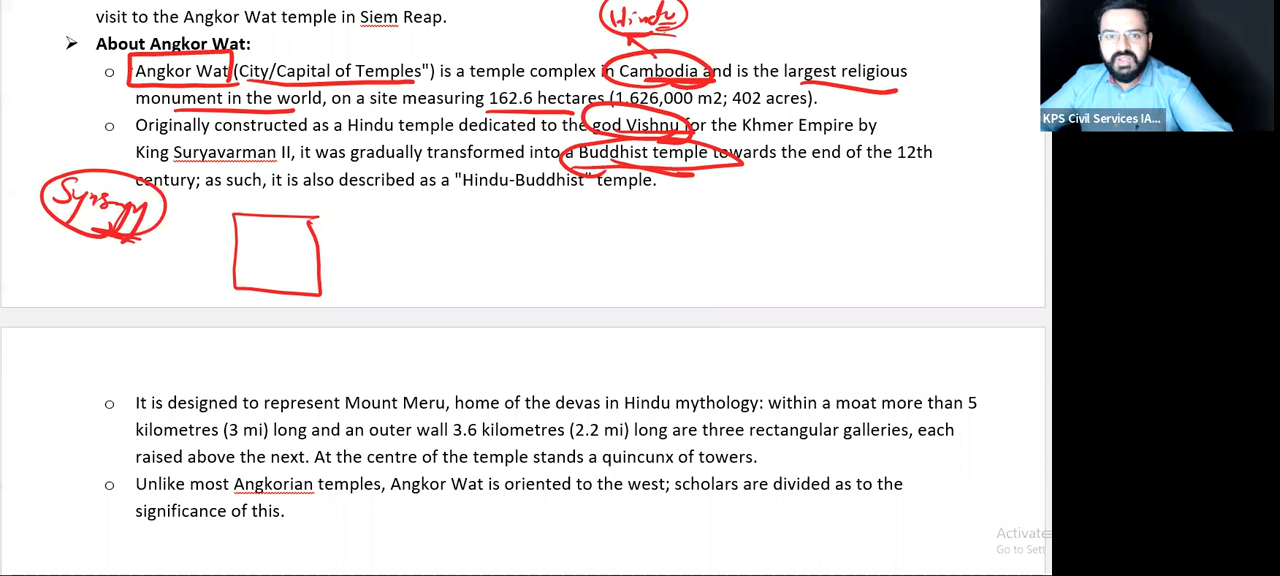 visit to the Angkor Wat temple in Siem Reap.
Hindu
➤ About Angkor Wat:
o Angkor Wat (City/Capital of Temples") is a temple complex in Cambodia and is the largest religious
monument in the world, on a site measuring 162.6 hectares (1,626,000 m2; 402 acres).
o Originally constructed as a Hindu temple dedicated to the god Vishnu for the Khmer Empire by
King Suryavarman II, it was gradually transformed into a Buddhist temple towards the end of the 12th
century; as such, it is also described as a "Hindu-Buddhist" temple.
o It is designed to represent Mount Meru, home of the devas in Hindu mythology: within a moat more than 5
kilometres (3 mi) long and an outer wall 3.6 kilometres (2.2 mi) long are three rectangular galleries, each
raised above the next. At the centre of the temple stands a quincunx of towers.
o Unlike most Angkorian temples, Angkor Wat is oriented to the west; scholars are divided as to the
significance of this.
KPS Civil Services IA...
Activate
Go to Sett